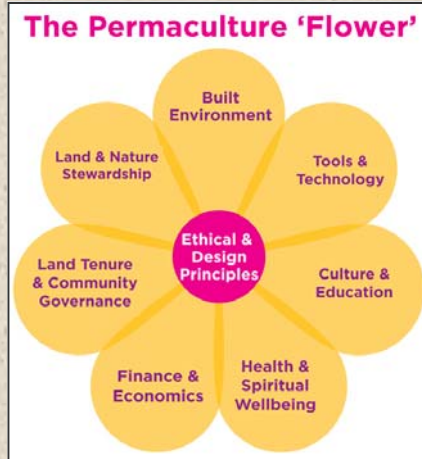 The Permaculture ‘Flower’
Built
Environment
Tools &
Technology
Culture &
Education
Health &
Spiritual
Wellbeing
Finance &
Economics
Land Tenure
& Community
Governance
Land & Nature
Stewardship
Ethical &
Design
Principles